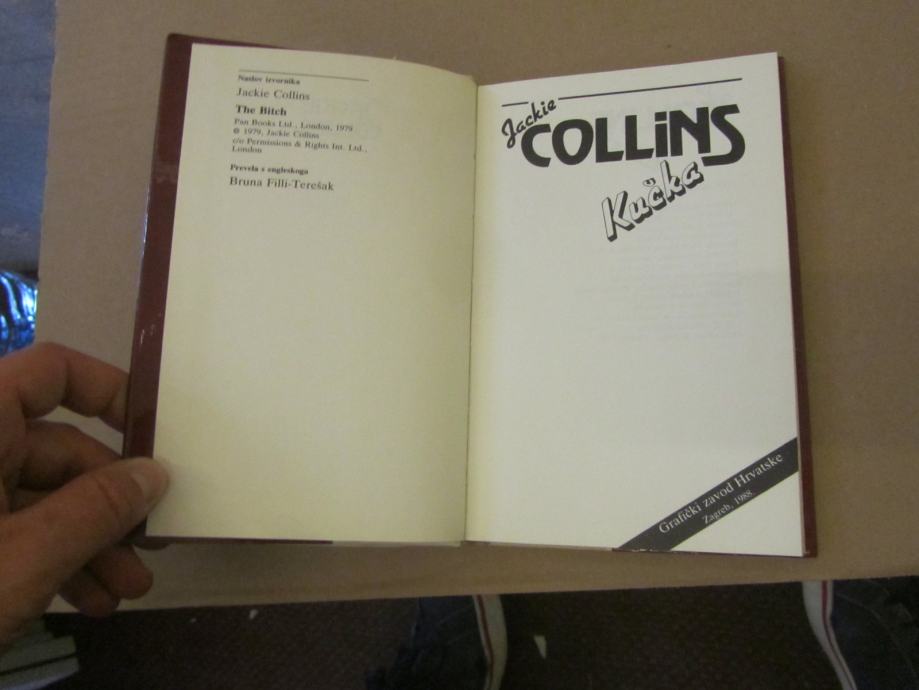 Naslov izvornika
Jackie Collins
The Bitch
Pan Books Ltd., London, 1979
© 1979, Jackie Collins
c/o Permissions & Rights Int. Ltd.,
London
Prevela s engleskoga
Bruna Filli-Terešak
Jackie
COLLiNS
Kučka
Grafički zavod Hrvatske
Zagreb, 1988